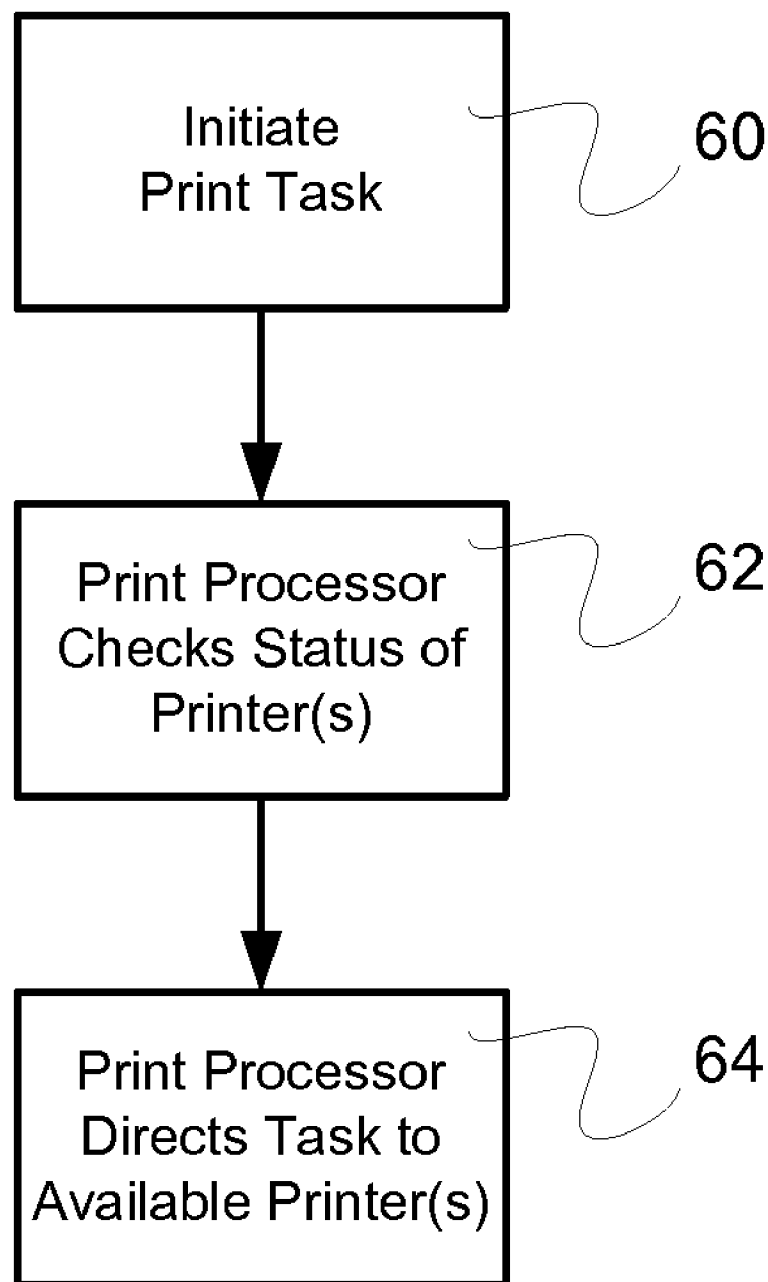 Initiate
Print Task
60
Print Processor
Checks Status of
Printer(s)
62
Print Processor
Directs Task to
Available Printer(s)
64